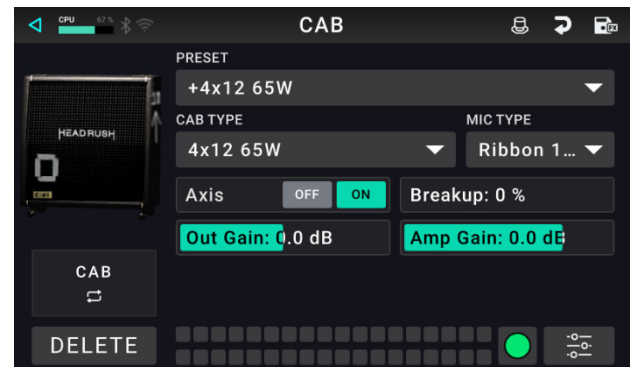 CPU 67 % CAB
PRESET
+4x12 65W
CAB TYPE MIC TYPE
4x12 65W Ribbon 1...
HEADRUSH
Axis OFF ON Breakup: 0 %
Out Gain: 0.0 dB Amp Gain: 0.0 dB
CAB
DELETE